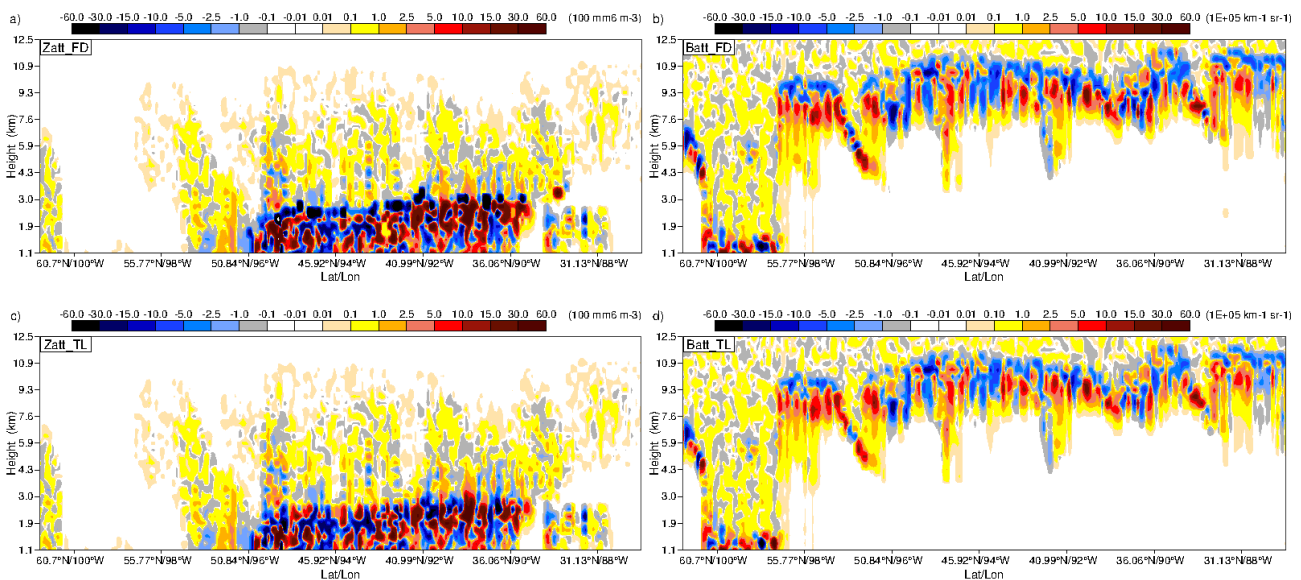 a) -60.0 -30.0 -15.0 -5.0 -2.5 -1.0 -0.1 -0.01 0.01 0.1 1.0 2.5 5.0 10.0 15.0 30.0 60.0 (100 mm6 m-3)
Zatt_FD
12.5
10.9
9.3
7.6
5.9
4.3
3.0
1.9
1.1
Height (km)
60.7°N/100°W 55.77°N/98°W 50.84°N/96°W 45.92°N/94°W 40.99°N/92°W 36.06°N/90°W 31.13°N/88°W
Lat/Lon
b) -60.0 -30.0 -15.0 -5.0 -2.5 -1.0 -0.1 -0.01 0.01 0.1 1.0 2.5 5.0 10.0 15.0 30.0 60.0 (1E+05 km-1 sr-1)
Batt_FD
12.5
10.9
9.3
7.6
5.9
4.3
3.0
1.9
1.1
Height (km)
60.7°N/100°W 55.77°N/98°W 50.84°N/96°W 45.92°N/94°W 40.99°N/92°W 36.06°N/90°W 31.13°N/88°W
Lat/Lon
c) -60.0 -30.0 -15.0 -5.0 -2.5 -1.0 -0.1 -0.01 0.01 0.1 1.0 2.5 5.0 10.0 15.0 30.0 60.0 (100 mm6 m-3)
Zatt_TL
12.5
10.9
9.3
7.6
5.9
4.3
3.0
1.9
1.1
Height (km)
60.7°N/100°W 55.77°N/98°W 50.84°N/96°W 45.92°N/94°W 40.99°N/92°W 36.06°N/90°W 31.13°N/88°W
Lat/Lon
d) -60.0 -30.0 -15.0 -5.0 -2.5 -1.0 -0.1 -0.01 0.01 0.1 1.0 2.5 5.0 10.0 15.0 30.0 60.0 (1E+05 km-1 sr-1)
Batt_TL
12.5
10.9
9.3
7.6
5.9
4.3
3.0
1.9
1.1
Height (km)
60.7°N/100°W 55.77°N/98°W 50.84°N/96°W 45.92°N/94°W 40.99°N/92°W 36.06°N/90°W 31.13°N/88°W
Lat/Lon